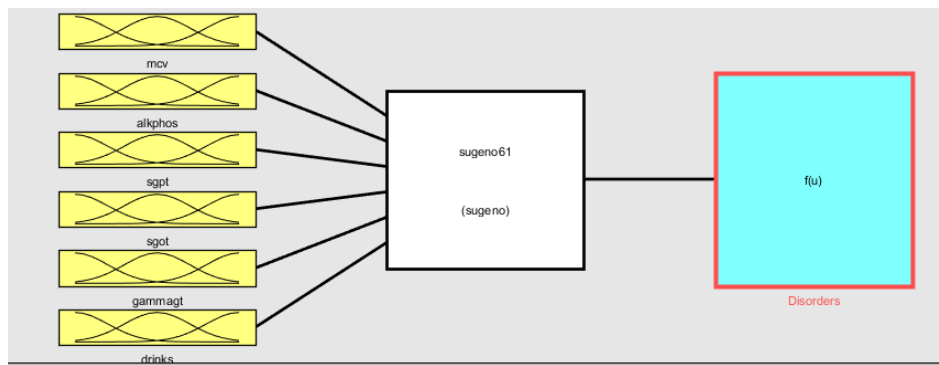 mcv
alkphos
sgpt
sgot
gammagt
drinks
sugeno61
(sugeno)
f(u)
Disorders